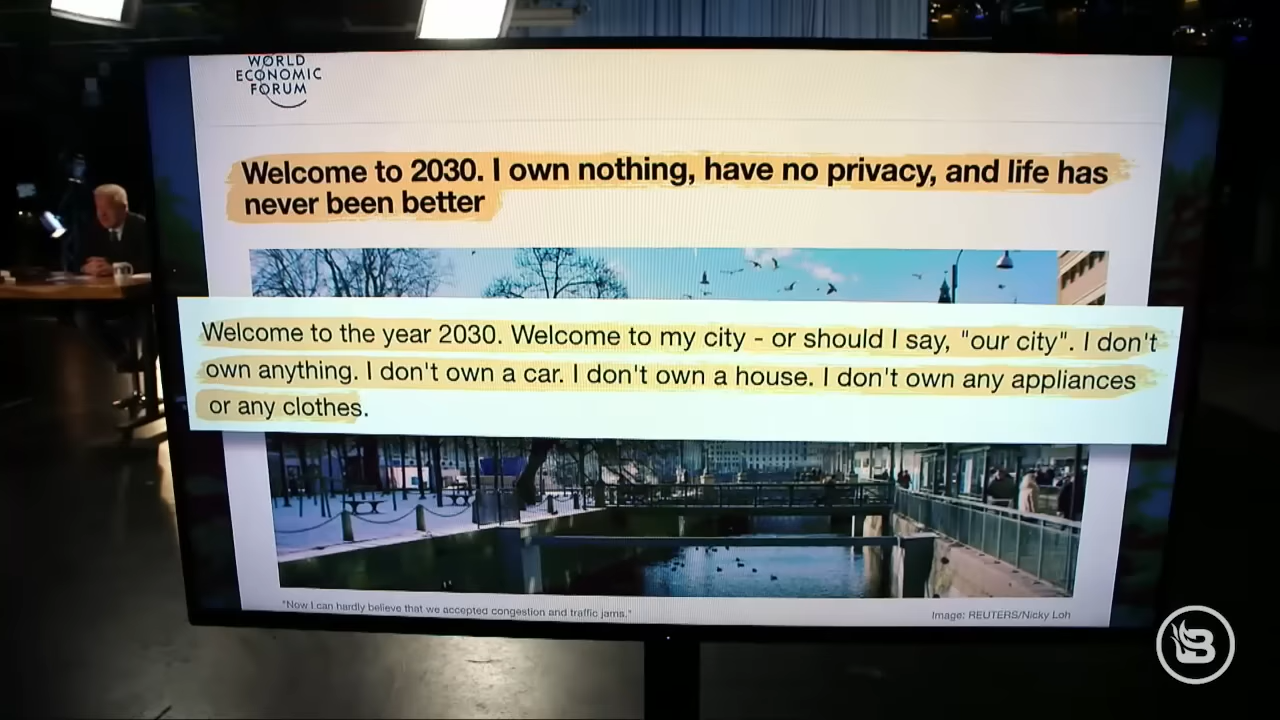 WORLD
ECONOMIC
FORUM
Welcome to 2030. I own nothing, have no privacy, and life has
never been better
Welcome to the year 2030. Welcome to my city - or should I say, "our city". I don't
own anything. I don't own a car. I don't own a house. I don't own any appliances
or any clothes.
"Now I can hardly believe that we accepted congestion and traffic jams."
Image: REUTERS/Nicky Loh
B